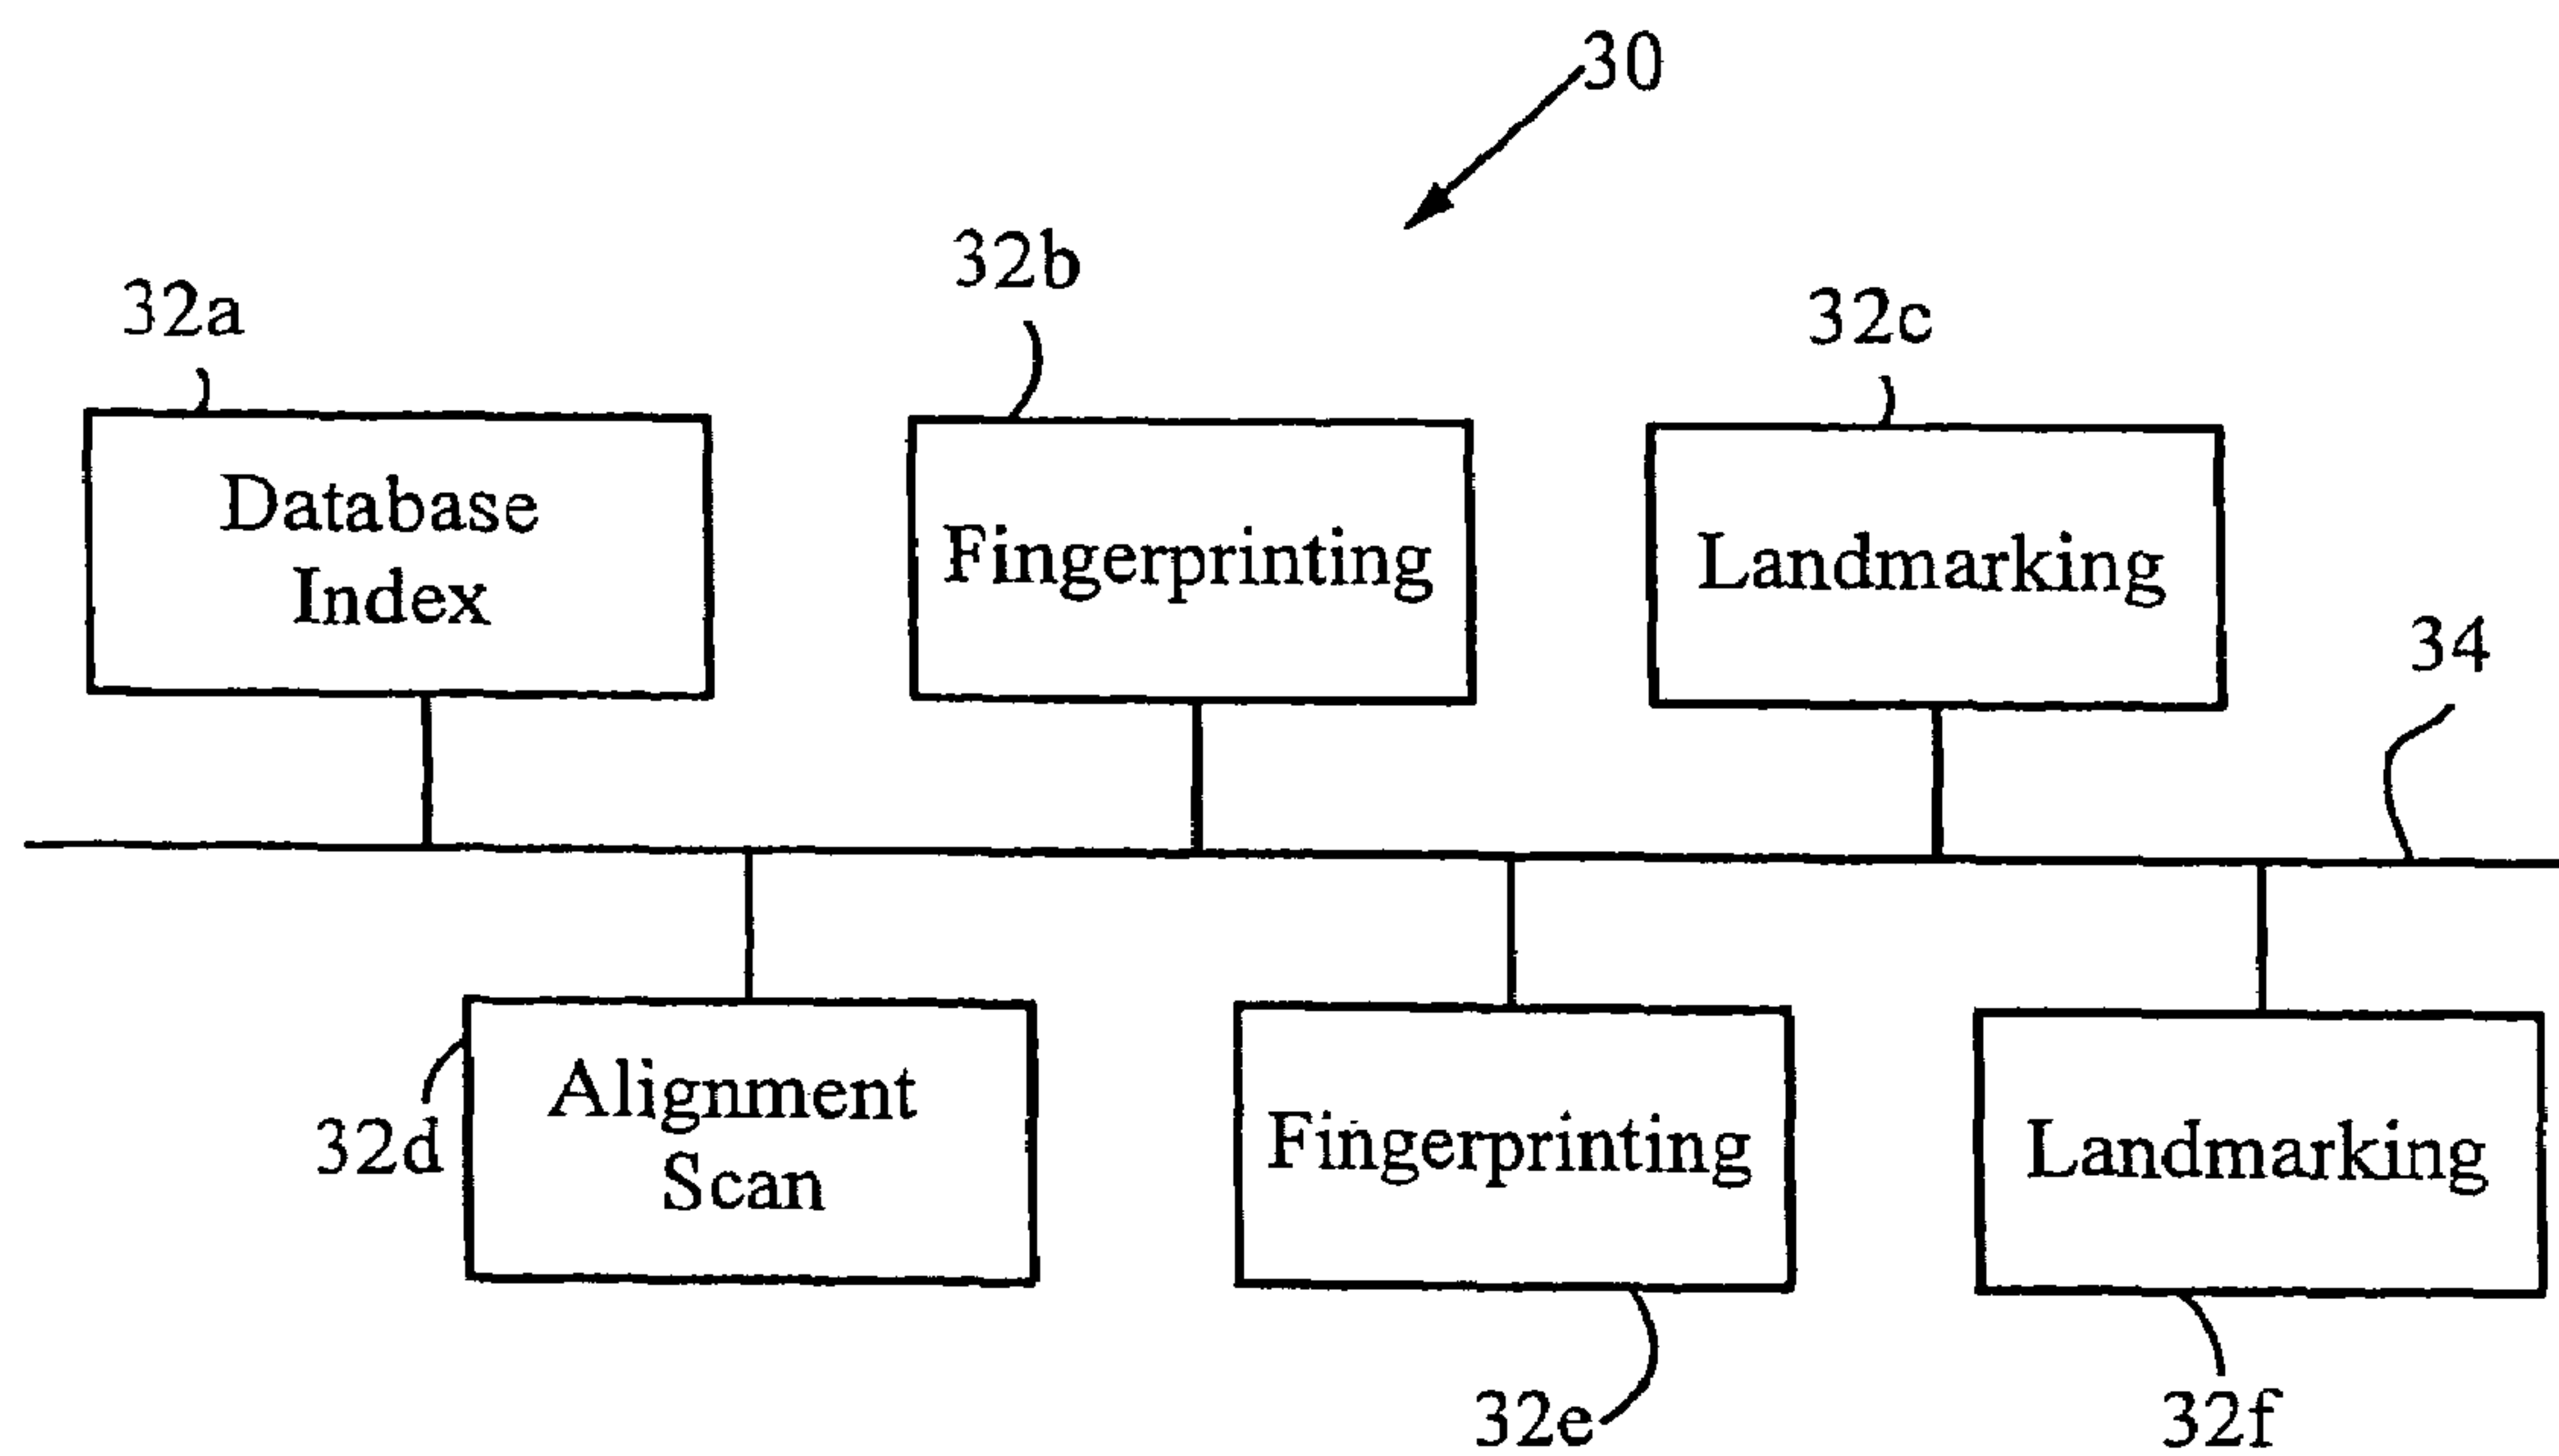 30
32b
32a
32c
Database
Index
Fingerprinting
Landmarking
34
Alignment
Scan
32d
Fingerprinting
Landmarking
32e
32f